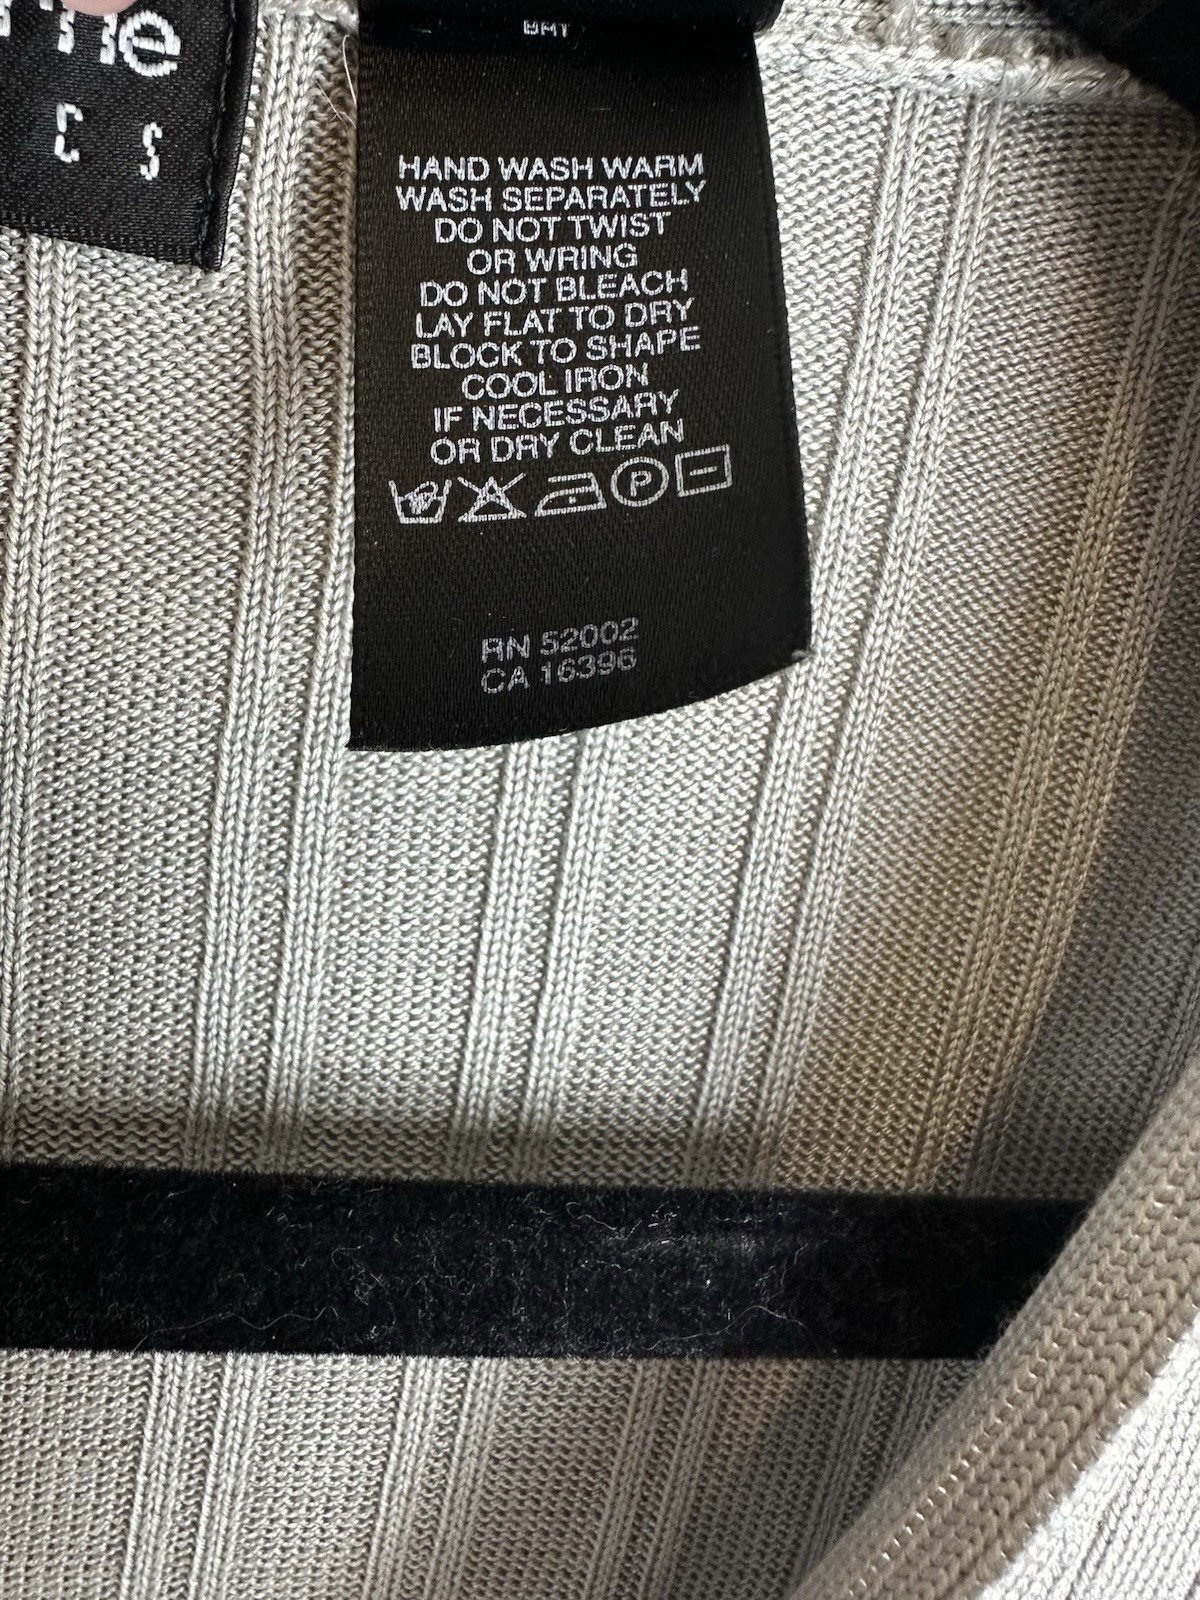 HAND WASH WARM
WASH SEPARATELY
DO NOT TWIST
OR WRING
DO NOT BLEACH
LAY FLAT TO DRY
BLOCK TO SHAPE
COOL IRON
IF NECESSARY
OR DRY CLEAN
P
RN 52002
CA 16396